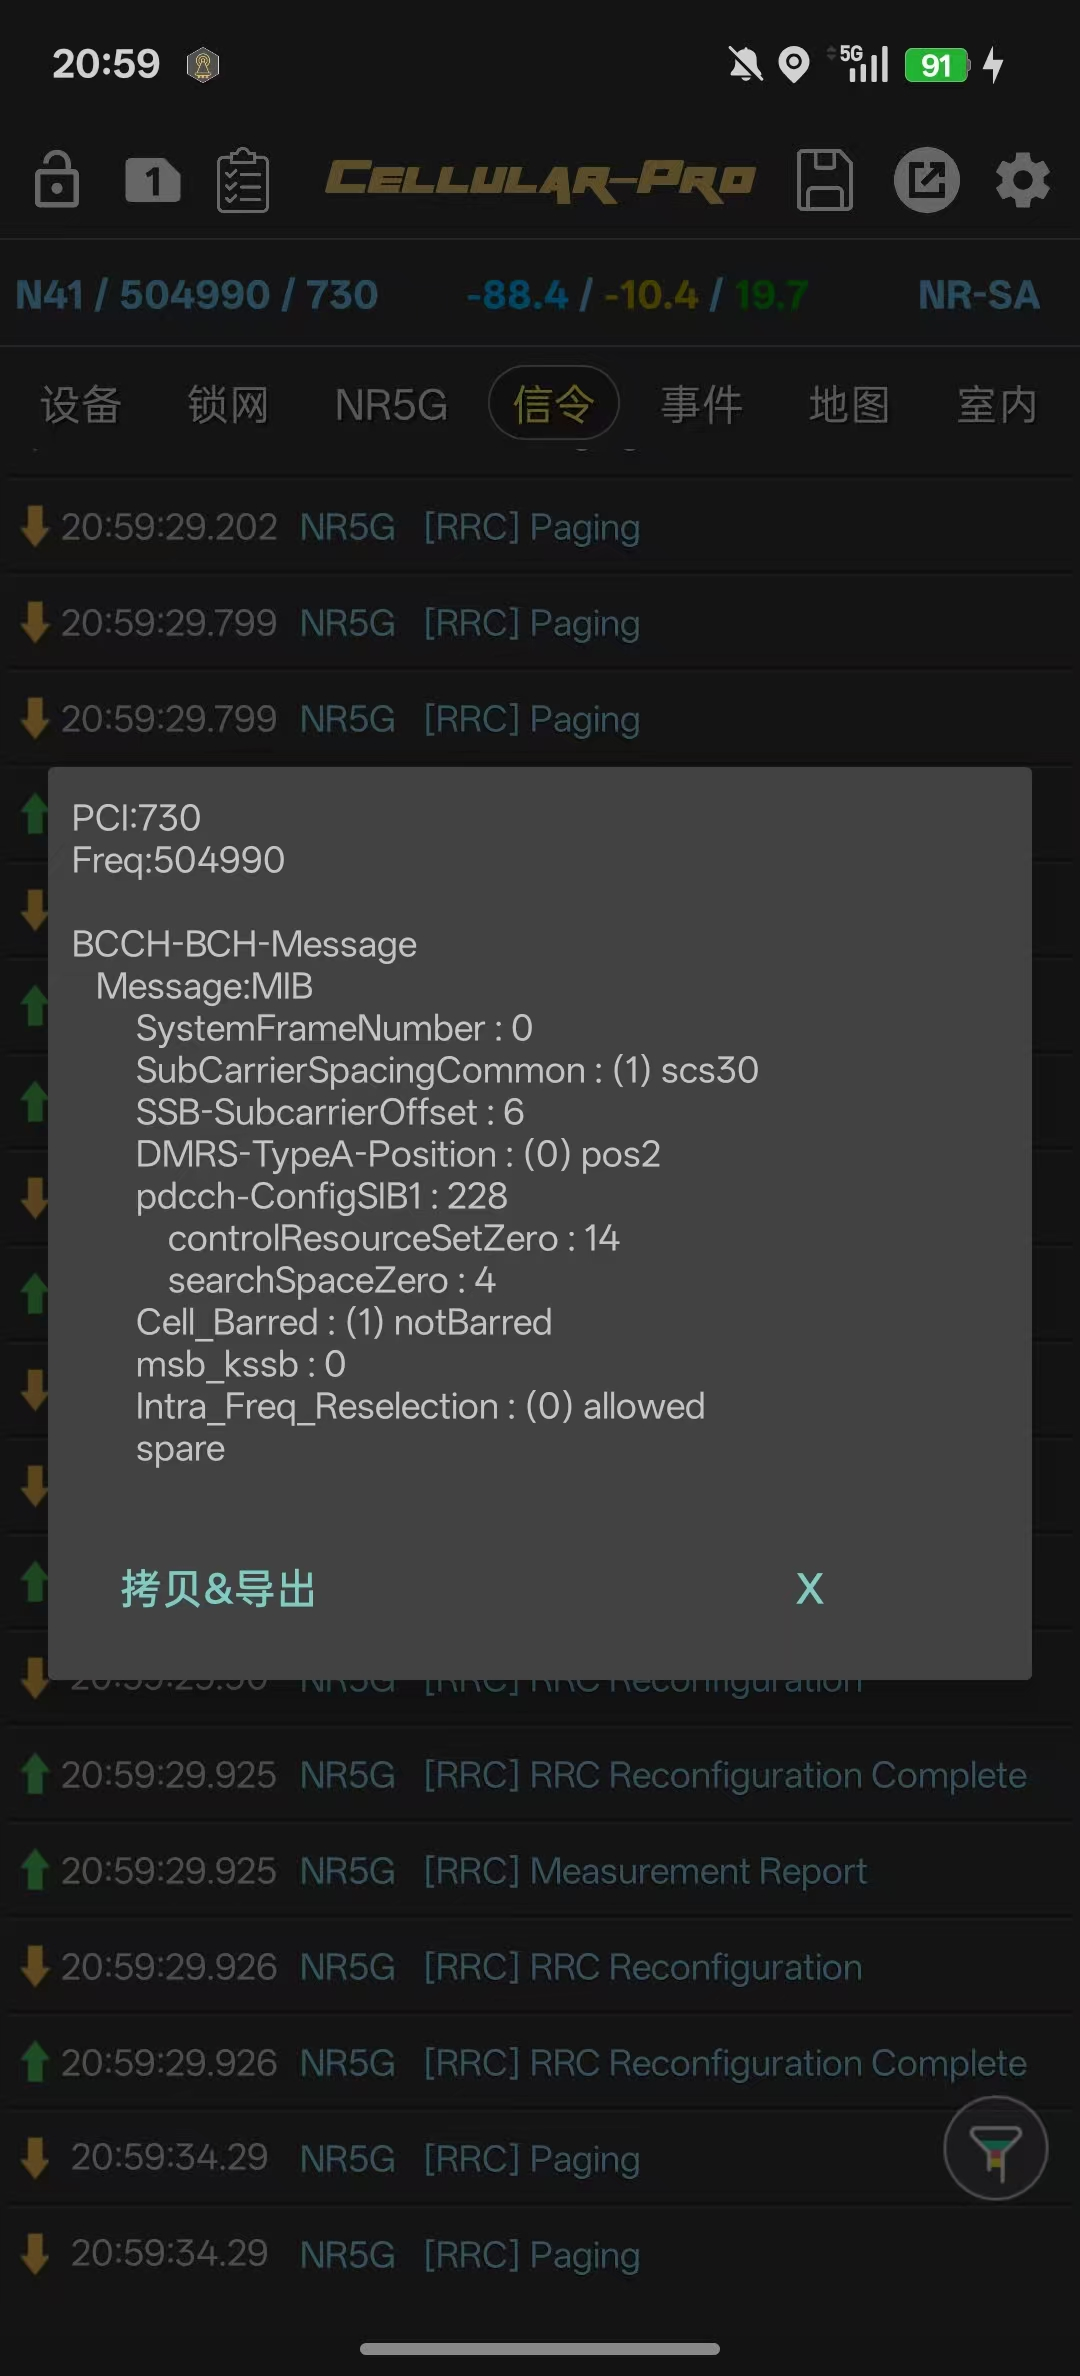 20:59 5G 91
1 CELLULAR-PRO
N41 / 504990 / 730 -88.4 / -10.4 / 19.7 NR-SA
设备 锁网 NR5G 信令 事件 地图 室内
20:59:29.202 NR5G [RRC] Paging
20:59:29.799 NR5G [RRC] Paging
20:59:29.799 NR5G [RRC] Paging
PCI:730
Freq:504990
BCCH-BCH-Message
Message:MIB
SystemFrameNumber : 0
SubCarrierSpacingCommon : (1) scs30
SSB-SubcarrierOffset : 6
DMRS-TypeA-Position : (0) pos2
pdcch-ConfigSIB1 : 228
controlResourceSetZero : 14
searchSpaceZero : 4
Cell_Barred : (1) notBarred
msb_kssb : 0
Intra_Freq_Reselection : (0) allowed
spare
拷贝&导出 X
NR5G [RRC] RRC Reconfiguration
20:59:29.925 NR5G [RRC] RRC Reconfiguration Complete
20:59:29.925 NR5G [RRC] Measurement Report
20:59:29.926 NR5G [RRC] RRC Reconfiguration
20:59:29.926 NR5G [RRC] RRC Reconfiguration Complete
20:59:34.29 NR5G [RRC] Paging
20:59:34.29 NR5G [RRC] Paging